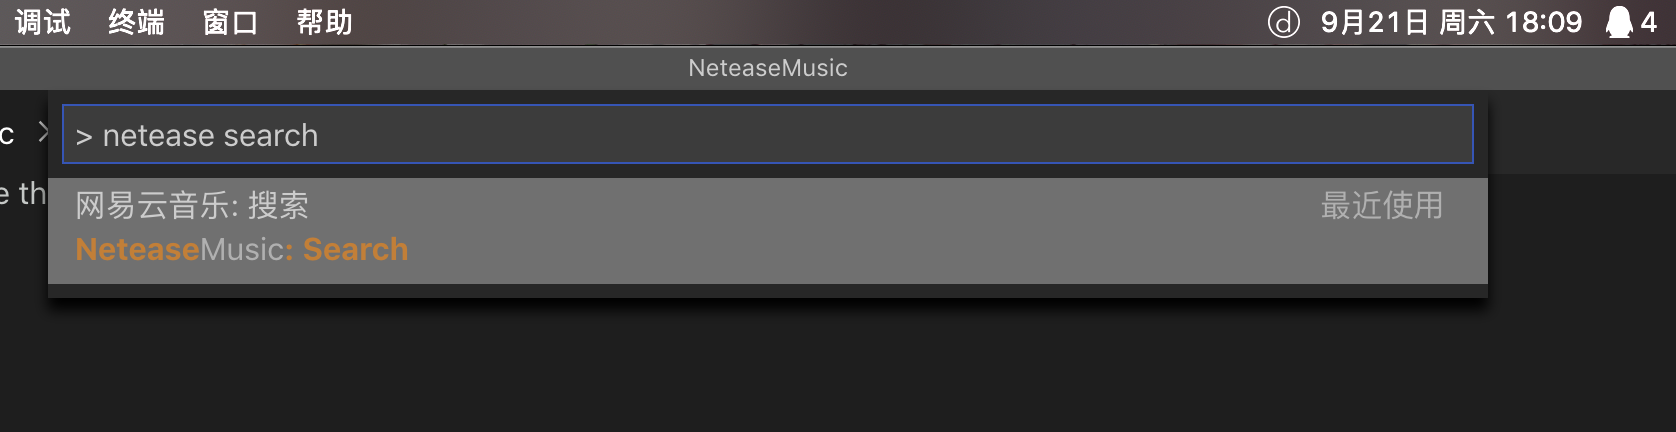 调试 终端 窗口 帮助 d 9月21日 周六 18:09 4
NeteaseMusic
c > netease search
e th 网易云音乐: 搜索 最近使用
NeteaseMusic: Search